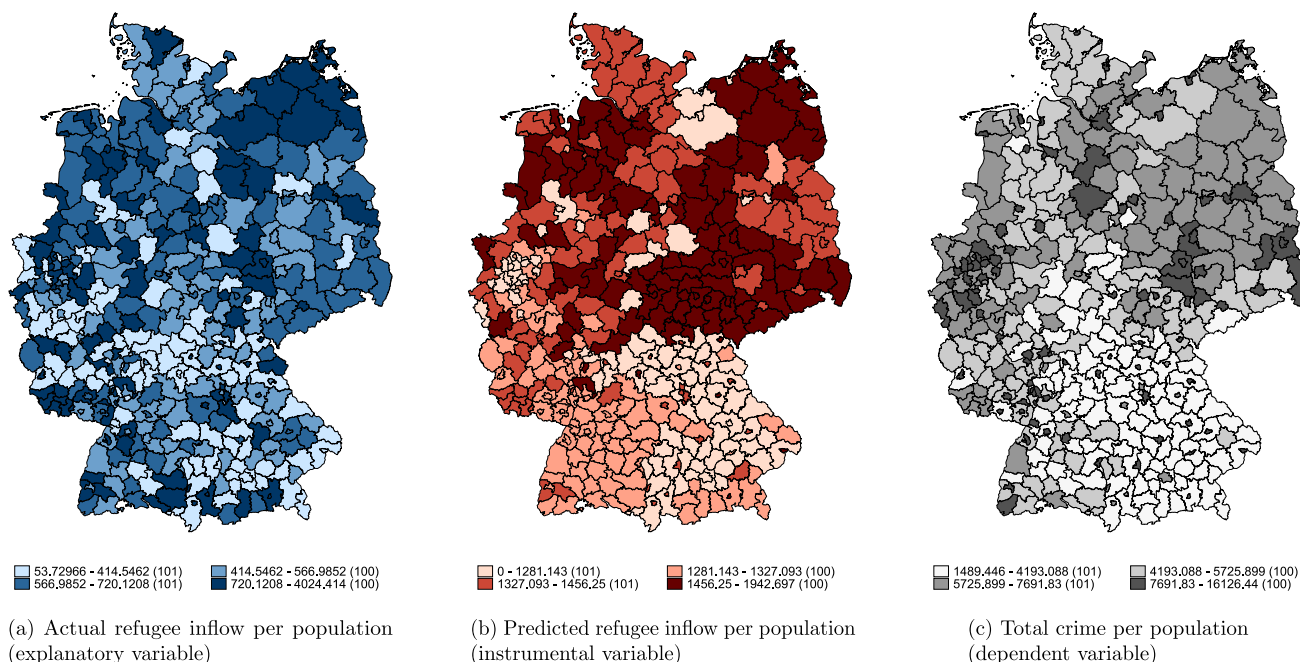 53.72966 - 414.5462 (101) 414.5462 - 566.9852 (100)
566.9852 - 720.1208 (101) 720.1208 - 4024.414 (100)
(a) Actual refugee inflow per population
(explanatory variable)
0 - 1281.143 (101) 1281.143 - 1327.093 (100)
1327.093 - 1456.25 (101) 1456.25 - 1942.697 (100)
(b) Predicted refugee inflow per population
(instrumental variable)
1489.446 - 4193.088 (101) 4193.088 - 5725.899 (100)
5725.899 - 7691.83 (101) 7691.83 - 16126.44 (100)
(c) Total crime per population
(dependent variable)